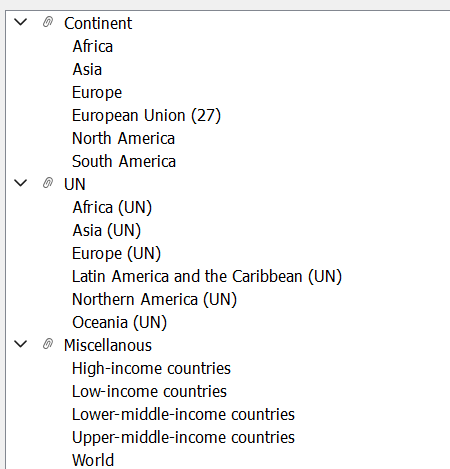 Continent
Africa
Asia
Europe
European Union (27)
North America
South America
UN
Africa (UN)
Asia (UN)
Europe (UN)
Latin America and the Caribbean (UN)
Northern America (UN)
Oceania (UN)
Miscellanous
High-income countries
Low-income countries
Lower-middle-income countries
Upper-middle-income countries
World